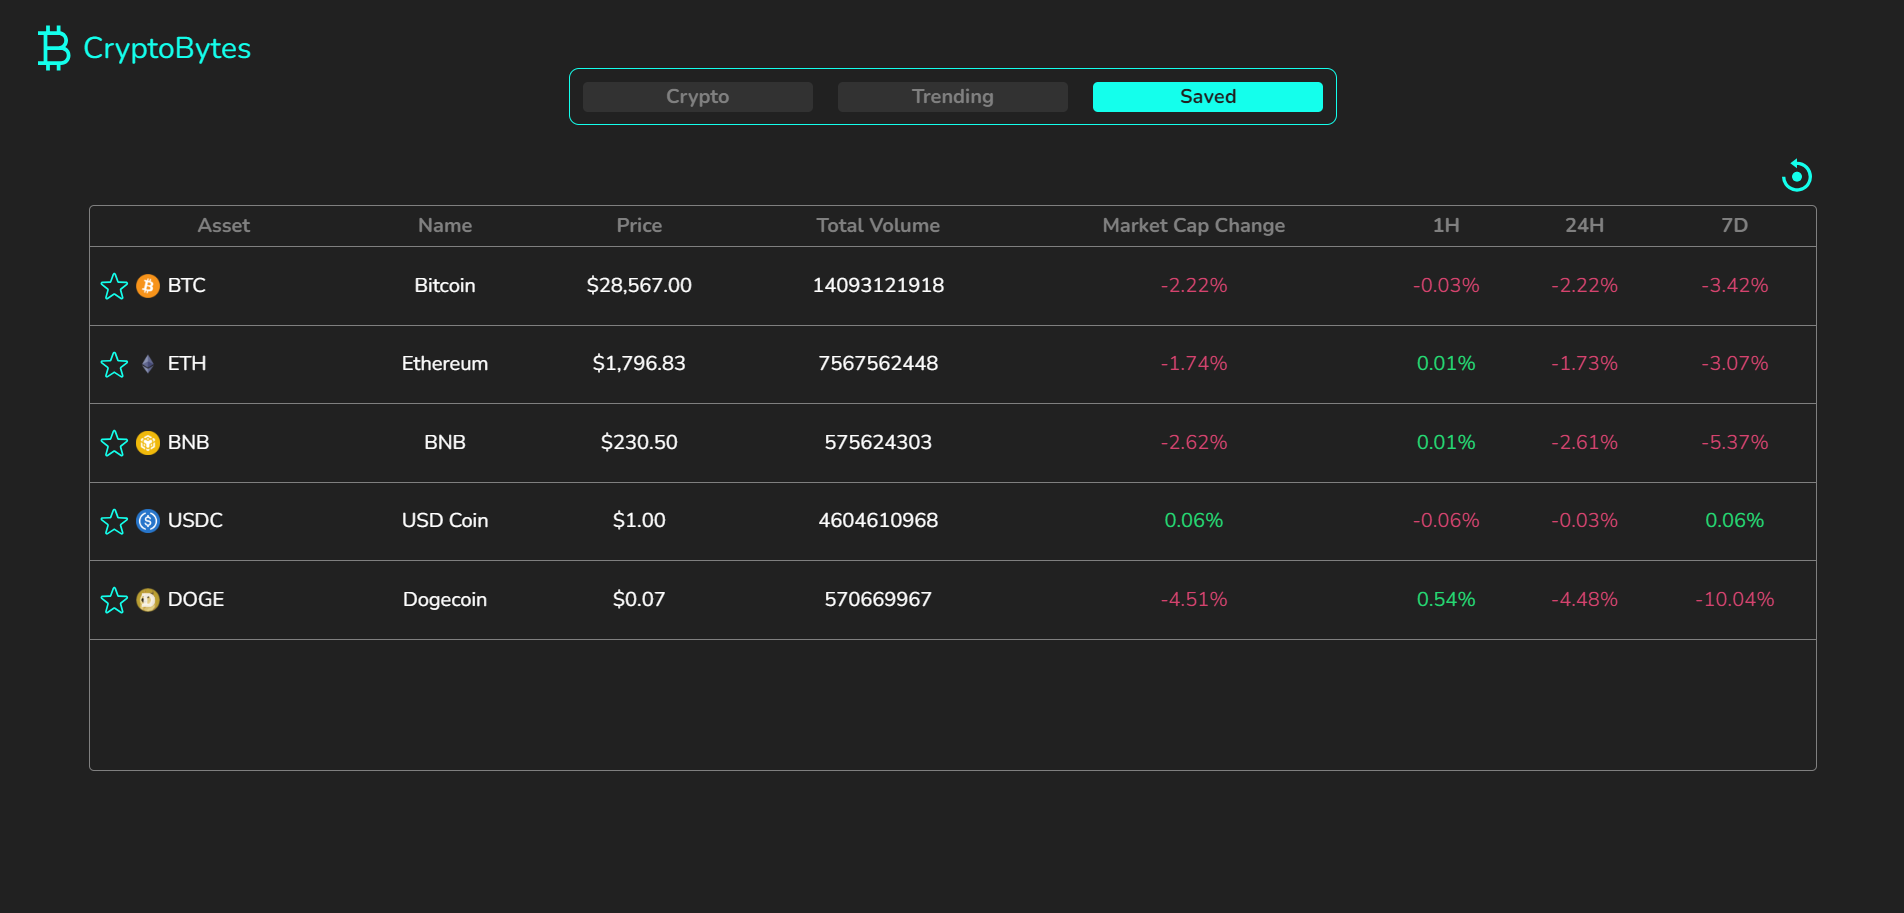 CryptoBytes
Crypto Trending Saved
Asset Name Price Total Volume Market Cap Change 1H 24H 7D
BTC Bitcoin $28,567.00 14093121918 -2.22% -0.03% -2.22% -3.42%
ETH Ethereum $1,796.83 7567562448 -1.74% 0.01% -1.73% -3.07%
BNB BNB $230.50 575624303 -2.62% 0.01% -2.61% -5.37%
USDC USD Coin $1.00 4604610968 0.06% -0.06% -0.03% 0.06%
DOGE Dogecoin $0.07 570669967 -4.51% 0.54% -4.48% -10.04%